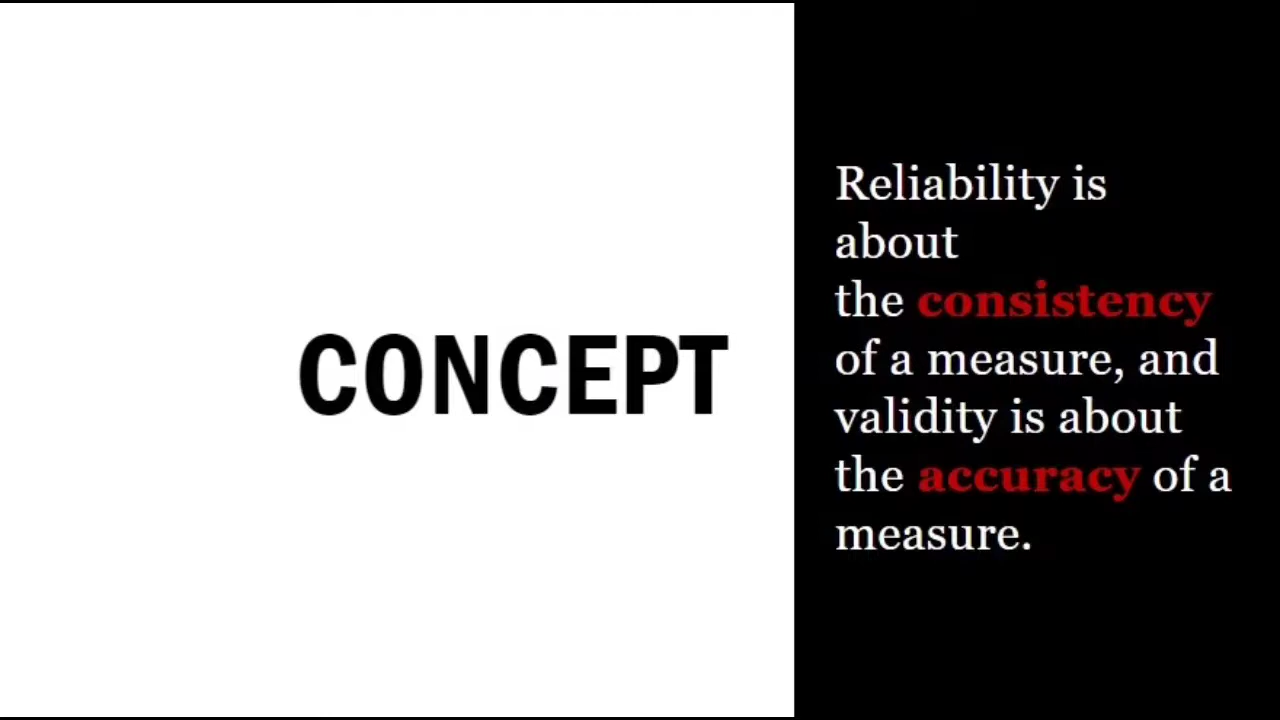 CONCEPT
Reliability is
about
the consistency
of a measure, and
validity is about
the accuracy of a
measure.